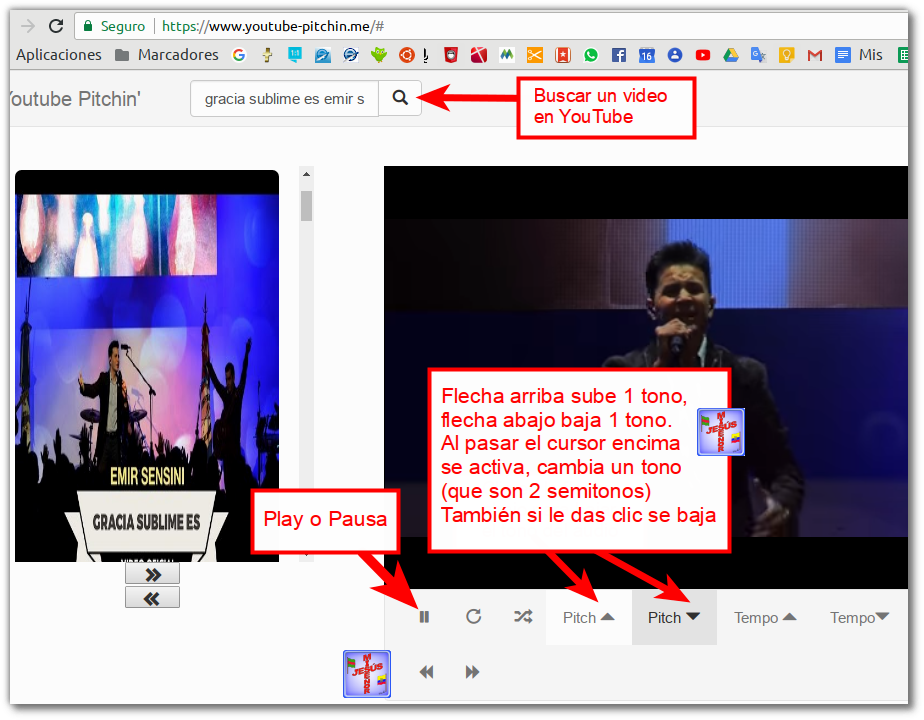 Seguro | https://www.youtube-pitchin.me/#
Aplicaciones Marcadores Mis
Youtube Pitchin'
gracia sublime es emir s
Buscar un video
en YouTube
EMIR SENSINI
GRACIA SUBLIME ES
VIDEO OFICIAL
Flecha arriba sube 1 tono,
flecha abajo baja 1 tono.
Al pasar el cursor encima
se activa, cambia un tono
(que son 2 semitonos)
También si le das clic se baja
Play o Pausa
Pitch Pitch Tempo Tempo
JESÚS
JESÚS